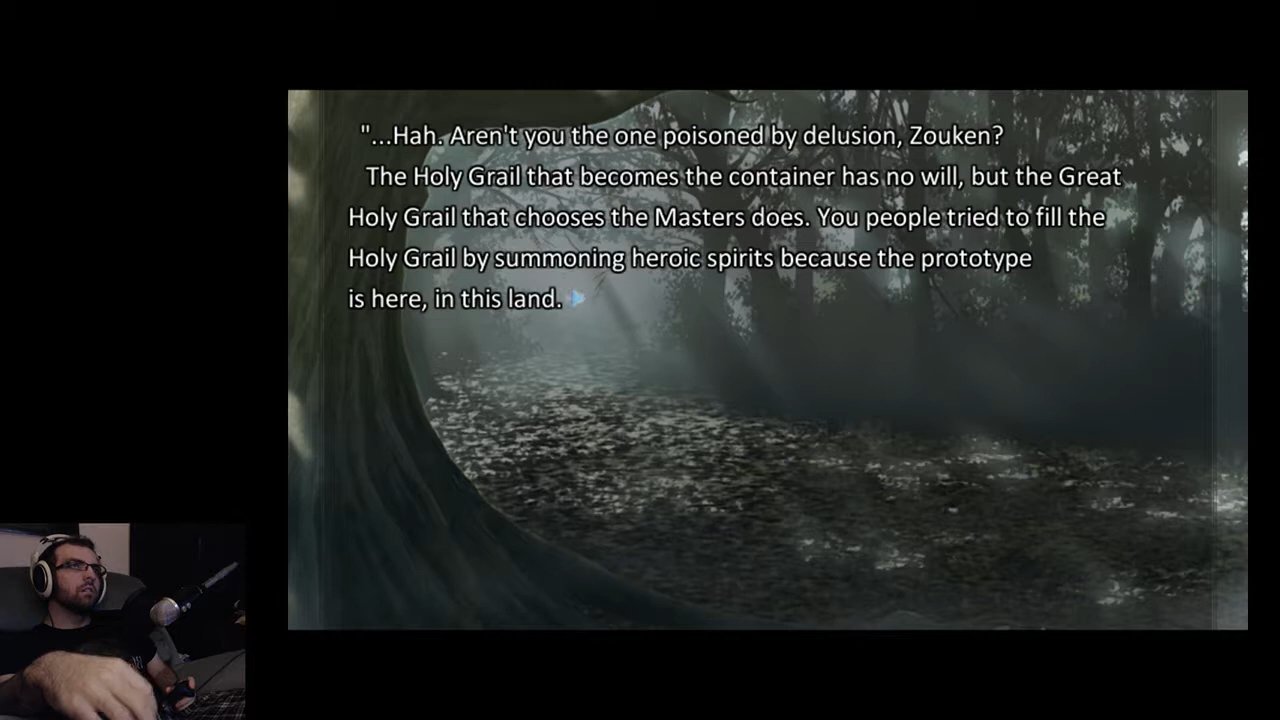 "...Hah. Aren't you the one poisoned by delusion, Zouken?
The Holy Grail that becomes the container has no will, but the Great
Holy Grail that chooses the Masters does. You people tried to fill the
Holy Grail by summoning heroic spirits because the prototype
is here, in this land.